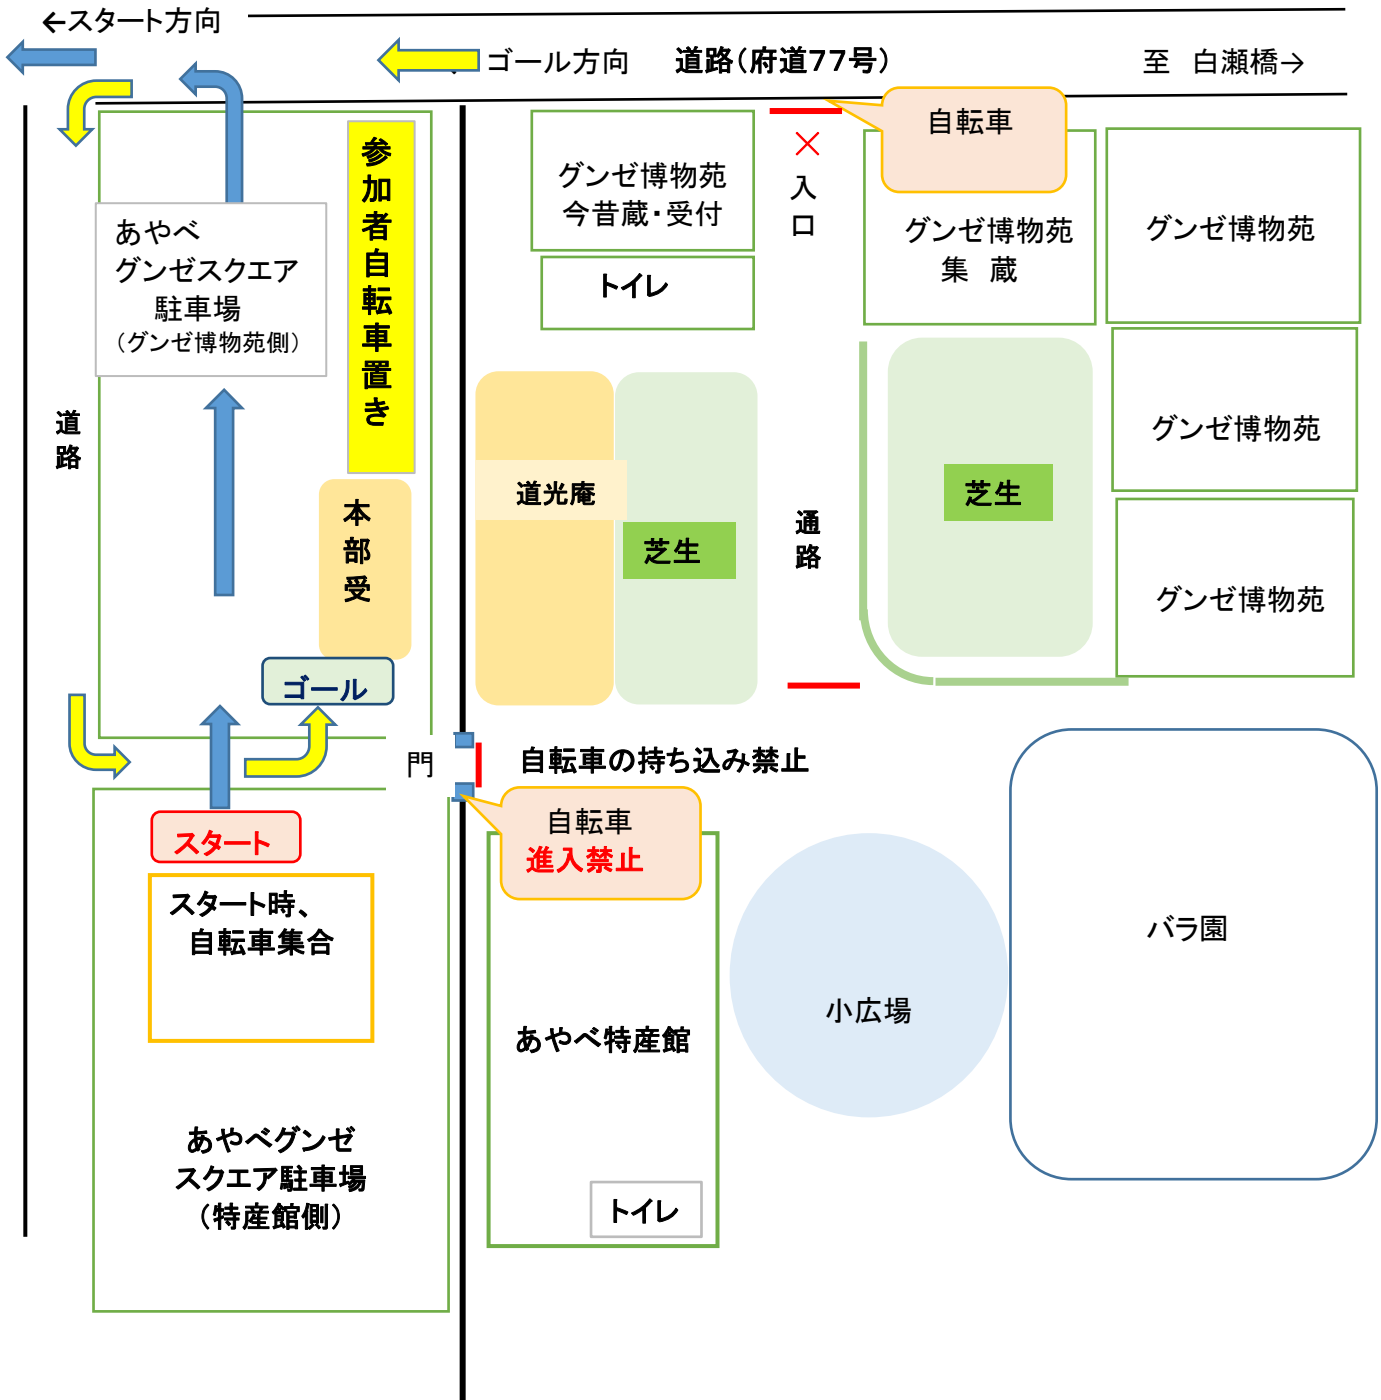 ←スタート方向
ゴール方向
道路（府道77号）
至　白瀬橋→
自転車
参加者自転車置き
グンゼ博物苑
今昔蔵・受付
×
入口
グンゼ博物苑
集　蔵
グンゼ博物苑
あやべ
グンゼスクエア
駐車場
（グンゼ博物苑側）
トイレ
道路
グンゼ博物苑
道光庵
芝生
芝生
本部受
通路
グンゼ博物苑
ゴール
門
自転車の持ち込み禁止
スタート
自転車
進入禁止
スタート時、
自転車集合
バラ園
小広場
あやべ特産館
あやべグンゼ
スクエア駐車場
（特産館側）
トイレ